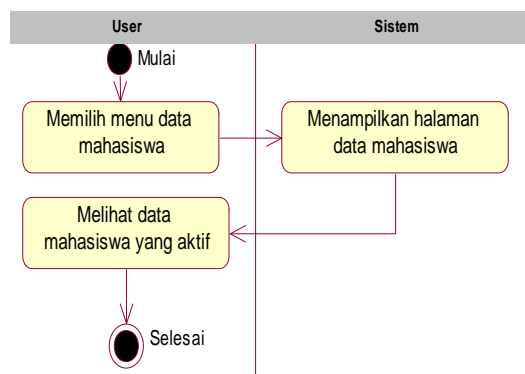 User
Sistem
Mulai
Memilih menu data
mahasiswa
Menampilkan halaman
data mahasiswa
Melihat data
mahasiswa yang aktif
Selesai